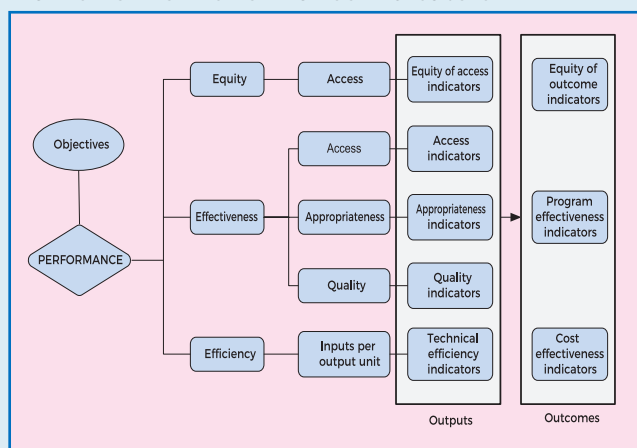 Objectives
PERFORMANCE
Equity
Access
Equity of access
indicators
Equity of
outcome
indicators
Effectiveness
Access
Access
indicators
Appropriateness
Appropriateness
indicators
Program
effectiveness
indicators
Quality
Quality
indicators
Efficiency
Inputs per
output unit
Technical
efficiency
indicators
Cost
effectiveness
indicators
Outputs
Outcomes